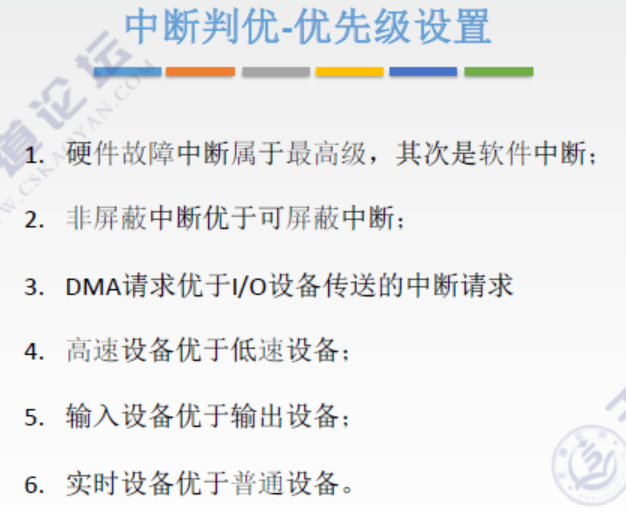 中断判优-优先级设置
1. 硬件故障中断属于最高级，其次是软件中断；
2. 非屏蔽中断优于可屏蔽中断；
3. DMA请求优于I/O设备传送的中断请求
4. 高速设备优于低速设备；
5. 输入设备优于输出设备；
6. 实时设备优于普通设备。